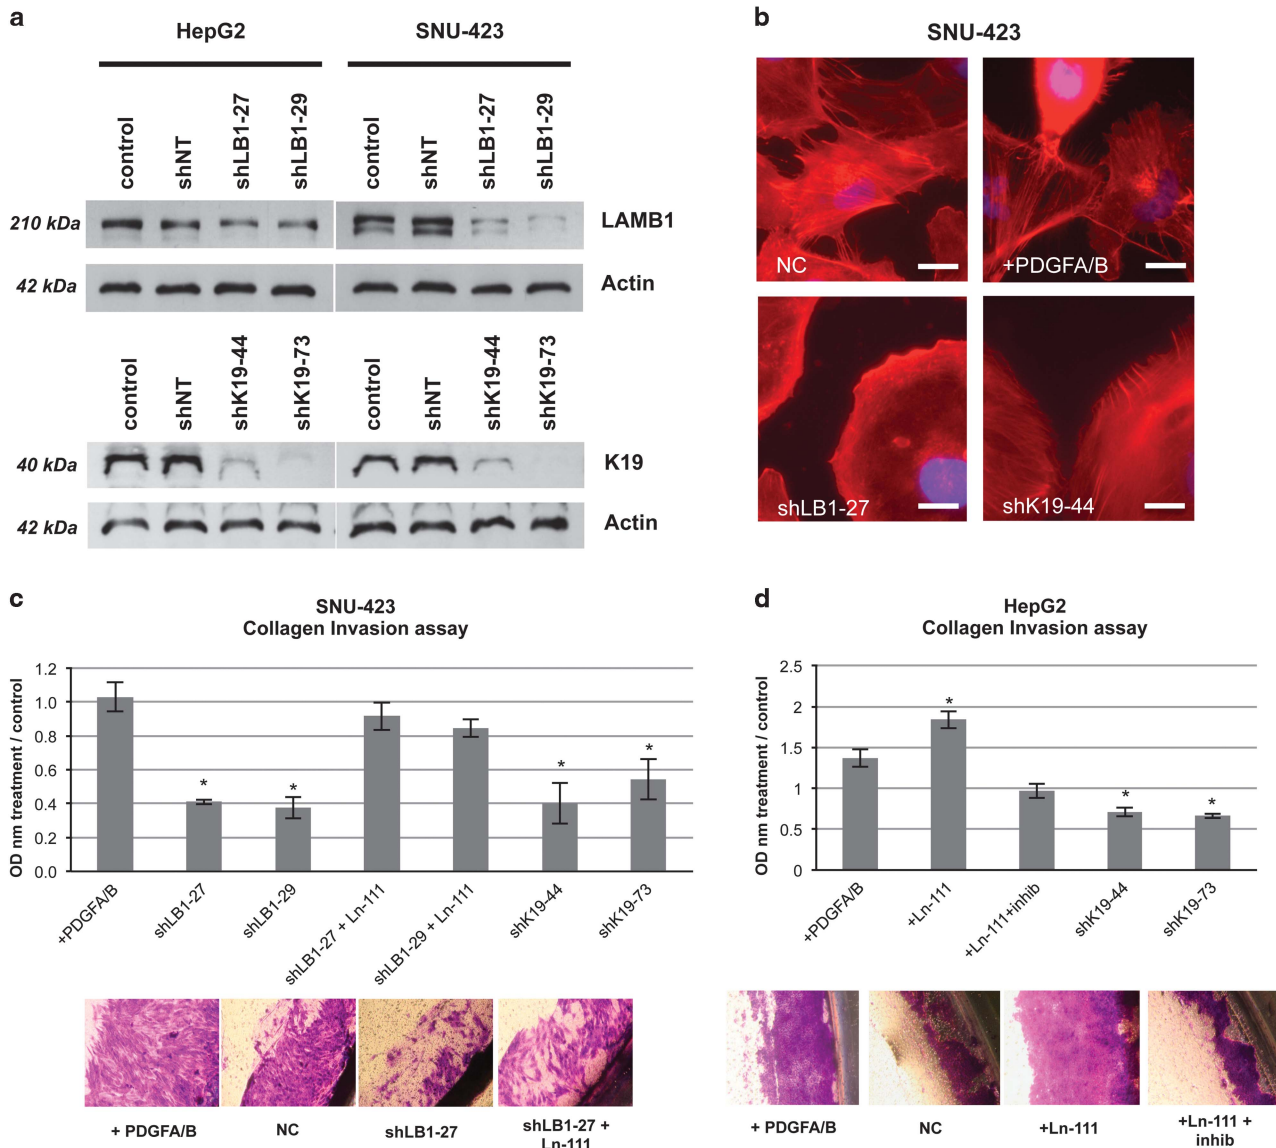 a
HepG2 SNU-423
control shNT shLB1-27 shLB1-29 control shNT shLB1-27 shLB1-29
210 kDa LAMB1
42 kDa Actin
control shNT shK19-44 shK19-73 control shNT shK19-44 shK19-73
40 kDa K19
42 kDa Actin
b
SNU-423
NC +PDGFA/B
shLB1-27 shK19-44
c
SNU-423
Collagen Invasion assay
OD nm treatment / control
1.2
1.0
0.8
0.6
0.4
0.2
0.0
* * * *
+PDGFA/B shLB1-27 shLB1-29 shLB1-27 + Ln-111 shLB1-29 + Ln-111 shK19-44 shK19-73
+ PDGFA/B NC shLB1-27 shLB1-27 +
Ln-111
d
HepG2
Collagen Invasion assay
OD nm treatment / control
2.5
2
1.5
1
0.5
0
* * *
+PDGFA/B +Ln-111 +Ln-111+inhib shK19-44 shK19-73
+ PDGFA/B NC +Ln-111 +Ln-111 +
inhib